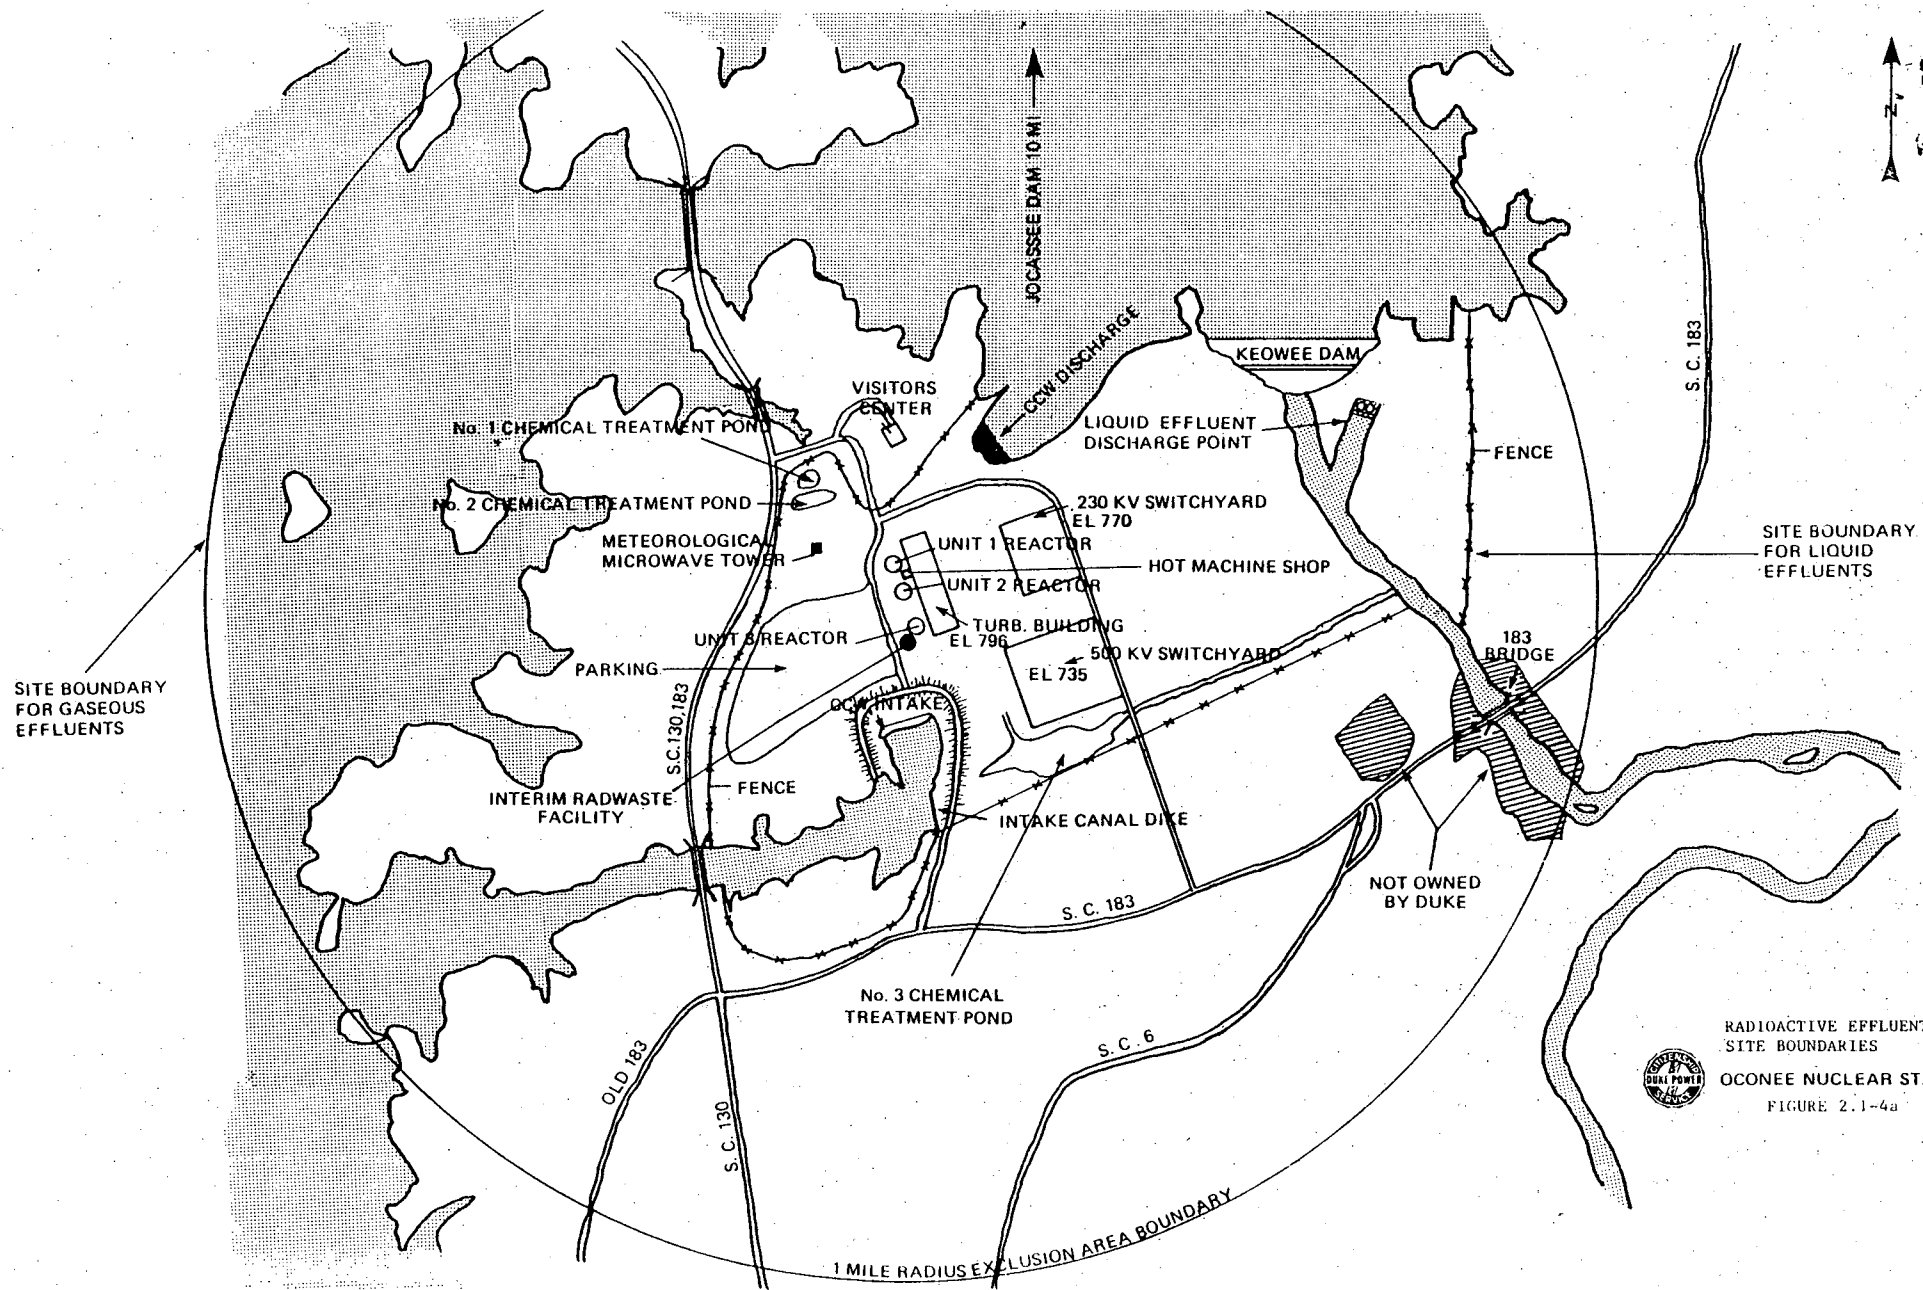 JOCASSEE DAM 10 MI
N
S. C. 183
CCW DISCHARGE
KEOWEE DAM
VISITORS
CENTER
No. 1 CHEMICAL TREATMENT POND
LIQUID EFFLUENT
DISCHARGE POINT
FENCE
No. 2 CHEMICAL TREATMENT POND
230 KV SWITCHYARD
EL 770
METEOROLOGICAL
MICROWAVE TOWER
UNIT 1 REACTOR
HOT MACHINE SHOP
UNIT 2 REACTOR
SITE BOUNDARY
FOR LIQUID
EFFLUENTS
UNIT 3 REACTOR
TURB. BUILDING
EL 796
183
BRIDGE
500 KV SWITCHYARD
EL 735
PARKING
SITE BOUNDARY
FOR GASEOUS
EFFLUENTS
S.C. 130, 183
CCW INTAKE
FENCE
INTERIM RADWASTE
FACILITY
INTAKE CANAL DIKE
NOT OWNED
BY DUKE
S. C. 183
No. 3 CHEMICAL
TREATMENT POND
OLD 183
S. C. 130
S. C. 6
1 MILE RADIUS EXCLUSION AREA BOUNDARY
RADIOACTIVE EFFLUENT
SITE BOUNDARIES
CITIZENSHIP
DUKE POWER
SERVICE
OCONEE NUCLEAR ST
FIGURE 2.1-4a